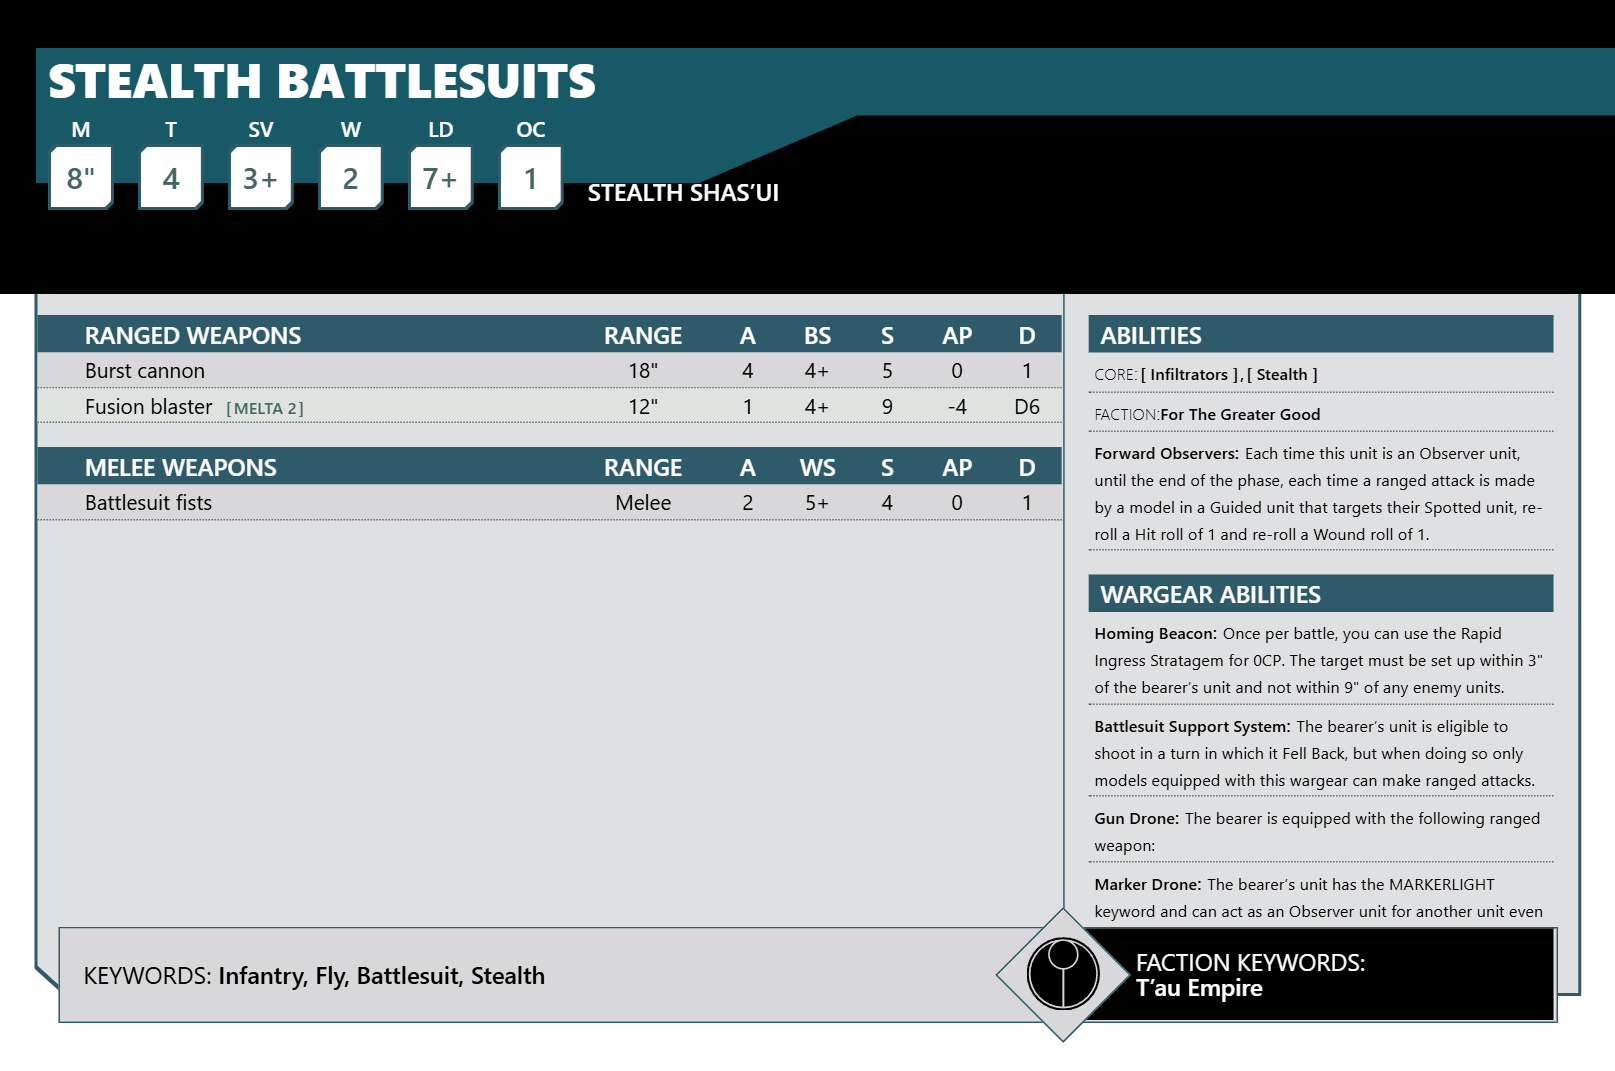 STEALTH BATTLESUITS
M T SV W LD OC
8" 4 3+ 2 7+ 1
STEALTH SHAS’UI
RANGED WEAPONS RANGE A BS S AP D
Burst cannon 18" 4 4+ 5 0 1
Fusion blaster [MELTA 2] 12" 1 4+ 9 -4 D6
MELEE WEAPONS RANGE A WS S AP D
Battlesuit fists Melee 2 5+ 4 0 1
ABILITIES
CORE: [ Infiltrators ] , [ Stealth ]
FACTION:For The Greater Good
Forward Observers: Each time this unit is an Observer unit,
until the end of the phase, each time a ranged attack is made
by a model in a Guided unit that targets their Spotted unit, re-
roll a Hit roll of 1 and re-roll a Wound roll of 1.
WARGEAR ABILITIES
Homing Beacon: Once per battle, you can use the Rapid
Ingress Stratagem for 0CP. The target must be set up within 3"
of the bearer’s unit and not within 9" of any enemy units.
Battlesuit Support System: The bearer’s unit is eligible to
shoot in a turn in which it Fell Back, but when doing so only
models equipped with this wargear can make ranged attacks.
Gun Drone: The bearer is equipped with the following ranged
weapon:
Marker Drone: The bearer’s unit has the MARKERLIGHT
keyword and can act as an Observer unit for another unit even
KEYWORDS: Infantry, Fly, Battlesuit, Stealth
FACTION KEYWORDS:
T’au Empire